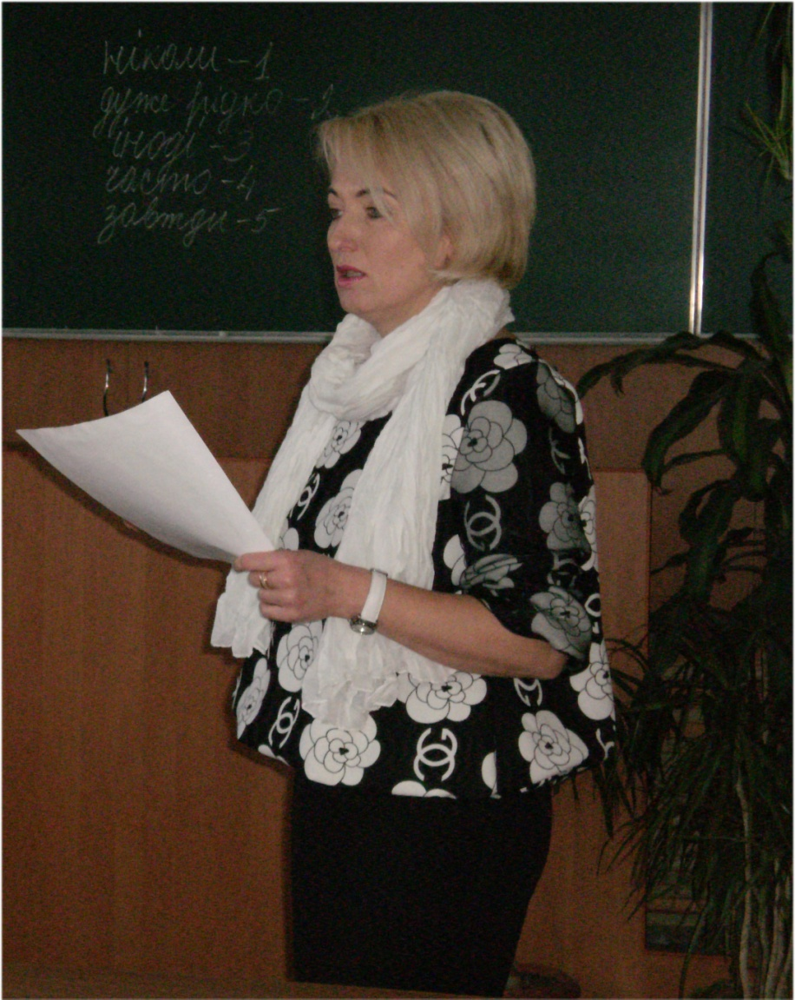 ніколи - 1
дуже рідко - 2
іноді - 3
часто - 4
завжди - 5